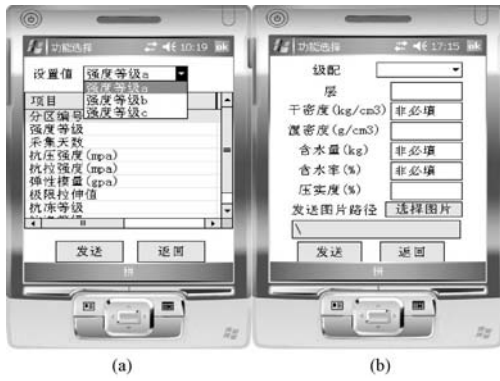 功能选择 10:19 ok
设置值 强度等级a
强度等级a
强度等级b
强度等级c
项目
分区编号
强度等级
采集天数
抗压强度(mpa)
抗拉强度(mpa)
弹性模量(gpa)
极限拉伸值
抗冻等级
发送 返回
拼
(a)
功能选择 17:15 ok
级配
层
干密度(kg/cm3) 非必填
湿密度(g/cm3)
含水量(kg) 非必填
含水率(%) 非必填
压实度(%)
发送图片路径 选择图片
\
发送 返回
拼
(b)